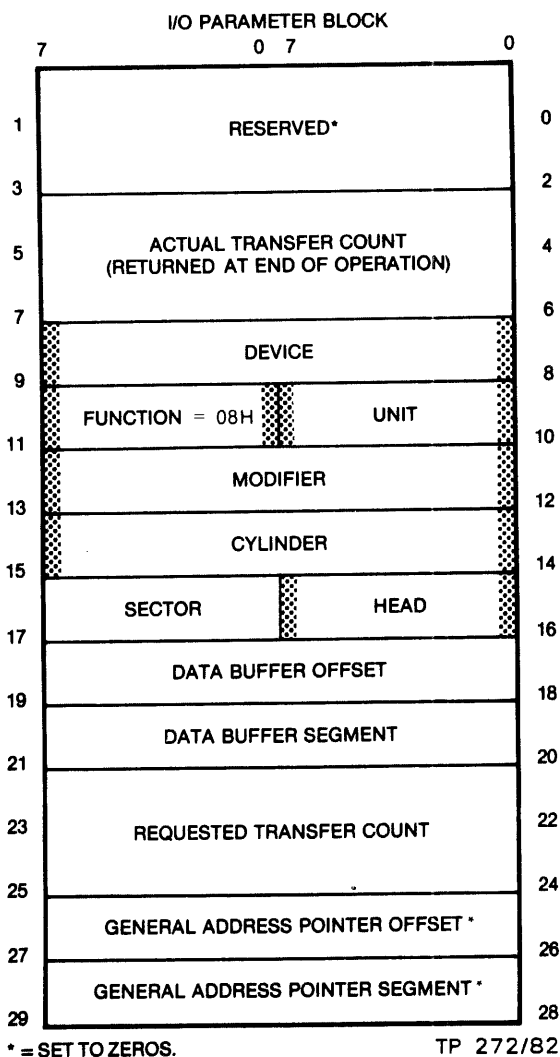 I/O PARAMETER BLOCK
7 0 7 0
1 RESERVED* 0
3 2
5 ACTUAL TRANSFER COUNT 4
(RETURNED AT END OF OPERATION)
7 6
DEVICE
9 8
FUNCTION = 08H UNIT
11 10
MODIFIER
13 12
CYLINDER
15 14
SECTOR HEAD
17 16
DATA BUFFER OFFSET
19 18
DATA BUFFER SEGMENT
21 20
23 REQUESTED TRANSFER COUNT 22
25 24
GENERAL ADDRESS POINTER OFFSET *
27 26
GENERAL ADDRESS POINTER SEGMENT *
29 28
* = SET TO ZEROS. TP 272/82